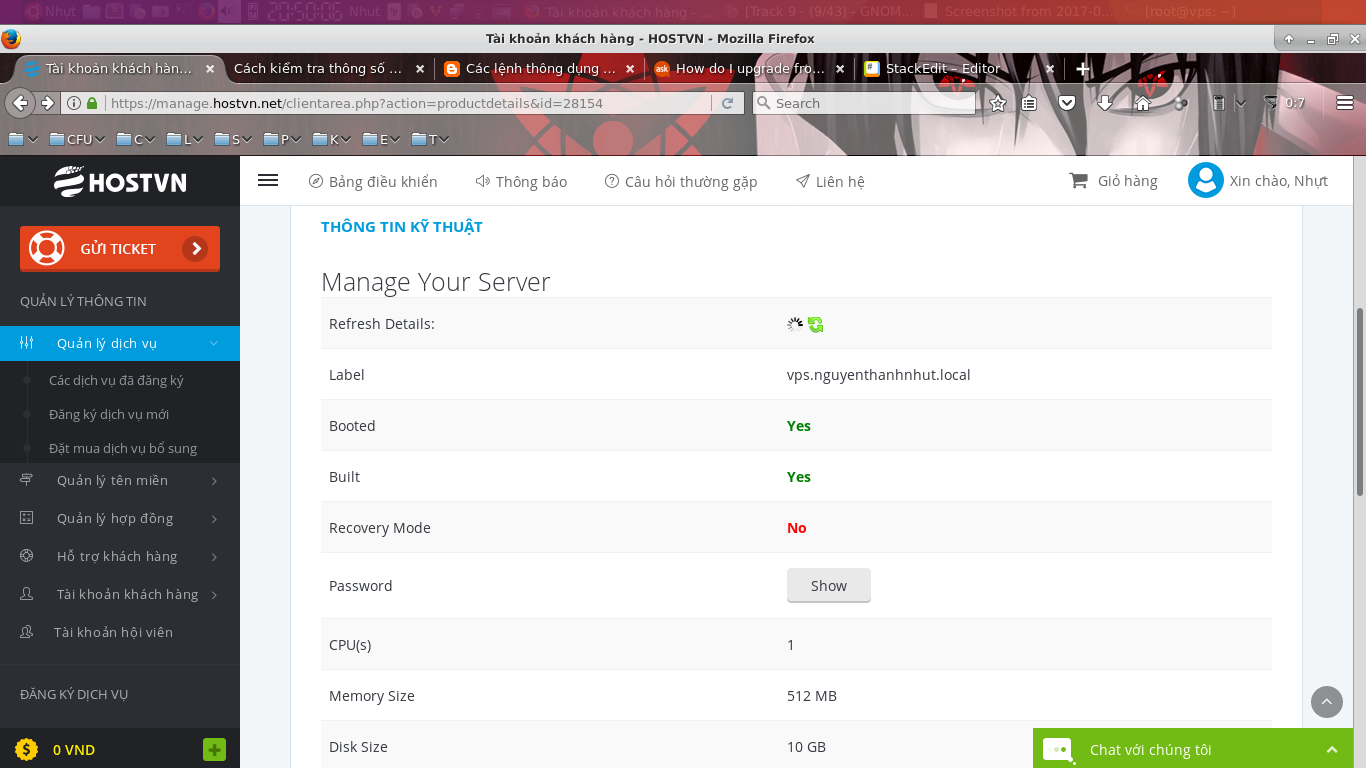 Nhựt
20:50:05
Nhut
Tài khoản khách hàng -
[Track 9 - (9/43) - GNOM...
Screenshot from 2017-0...
[root@vps: ~]
Tài khoản khách hàng - HOSTVN - Mozilla Firefox
Tài khoản khách hàn...
Cách kiểm tra thông số ...
Các lệnh thông dụng ...
How do I upgrade fro...
StackEdit – Editor
https://manage.hostvn.net/clientarea.php?action=productdetails&id=28154
Search
0:7
CFU
C
L
S
P
K
E
T
HOSTVN
Bảng điều khiển
Thông báo
Câu hỏi thường gặp
Liên hệ
Giỏ hàng
Xin chào, Nhựt
GỬI TICKET
QUẢN LÝ THÔNG TIN
Quản lý dịch vụ
Các dịch vụ đã đăng ký
Đăng ký dịch vụ mới
Đặt mua dịch vụ bổ sung
Quản lý tên miền
Quản lý hợp đồng
Hỗ trợ khách hàng
Tài khoản khách hàng
Tài khoản hội viên
ĐĂNG KÝ DỊCH VỤ
0 VND
THÔNG TIN KỸ THUẬT
Manage Your Server
Refresh Details:
Label vps.nguyenthanhnhut.local
Booted Yes
Built Yes
Recovery Mode No
Password Show
CPU(s) 1
Memory Size 512 MB
Disk Size 10 GB
Chat với chúng tôi